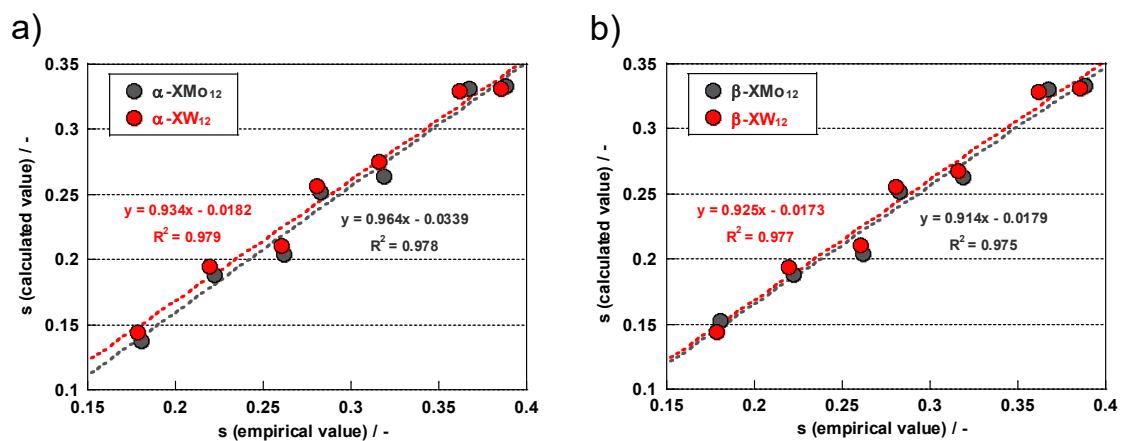 a)
s (calculated value) / -
0.35
0.3
0.25
0.2
0.15
0.1
α-XMo₁₂
α-XW₁₂
y = 0.934x - 0.0182
R² = 0.979
y = 0.964x - 0.0339
R² = 0.978
0.15 0.2 0.25 0.3 0.35 0.4
s (empirical value) / -
b)
s (calculated value) / -
0.35
0.3
0.25
0.2
0.15
0.1
β-XMo₁₂
β-XW₁₂
y = 0.925x - 0.0173
R² = 0.977
y = 0.914x - 0.0179
R² = 0.975
0.15 0.2 0.25 0.3 0.35 0.4
s (empirical value) / -